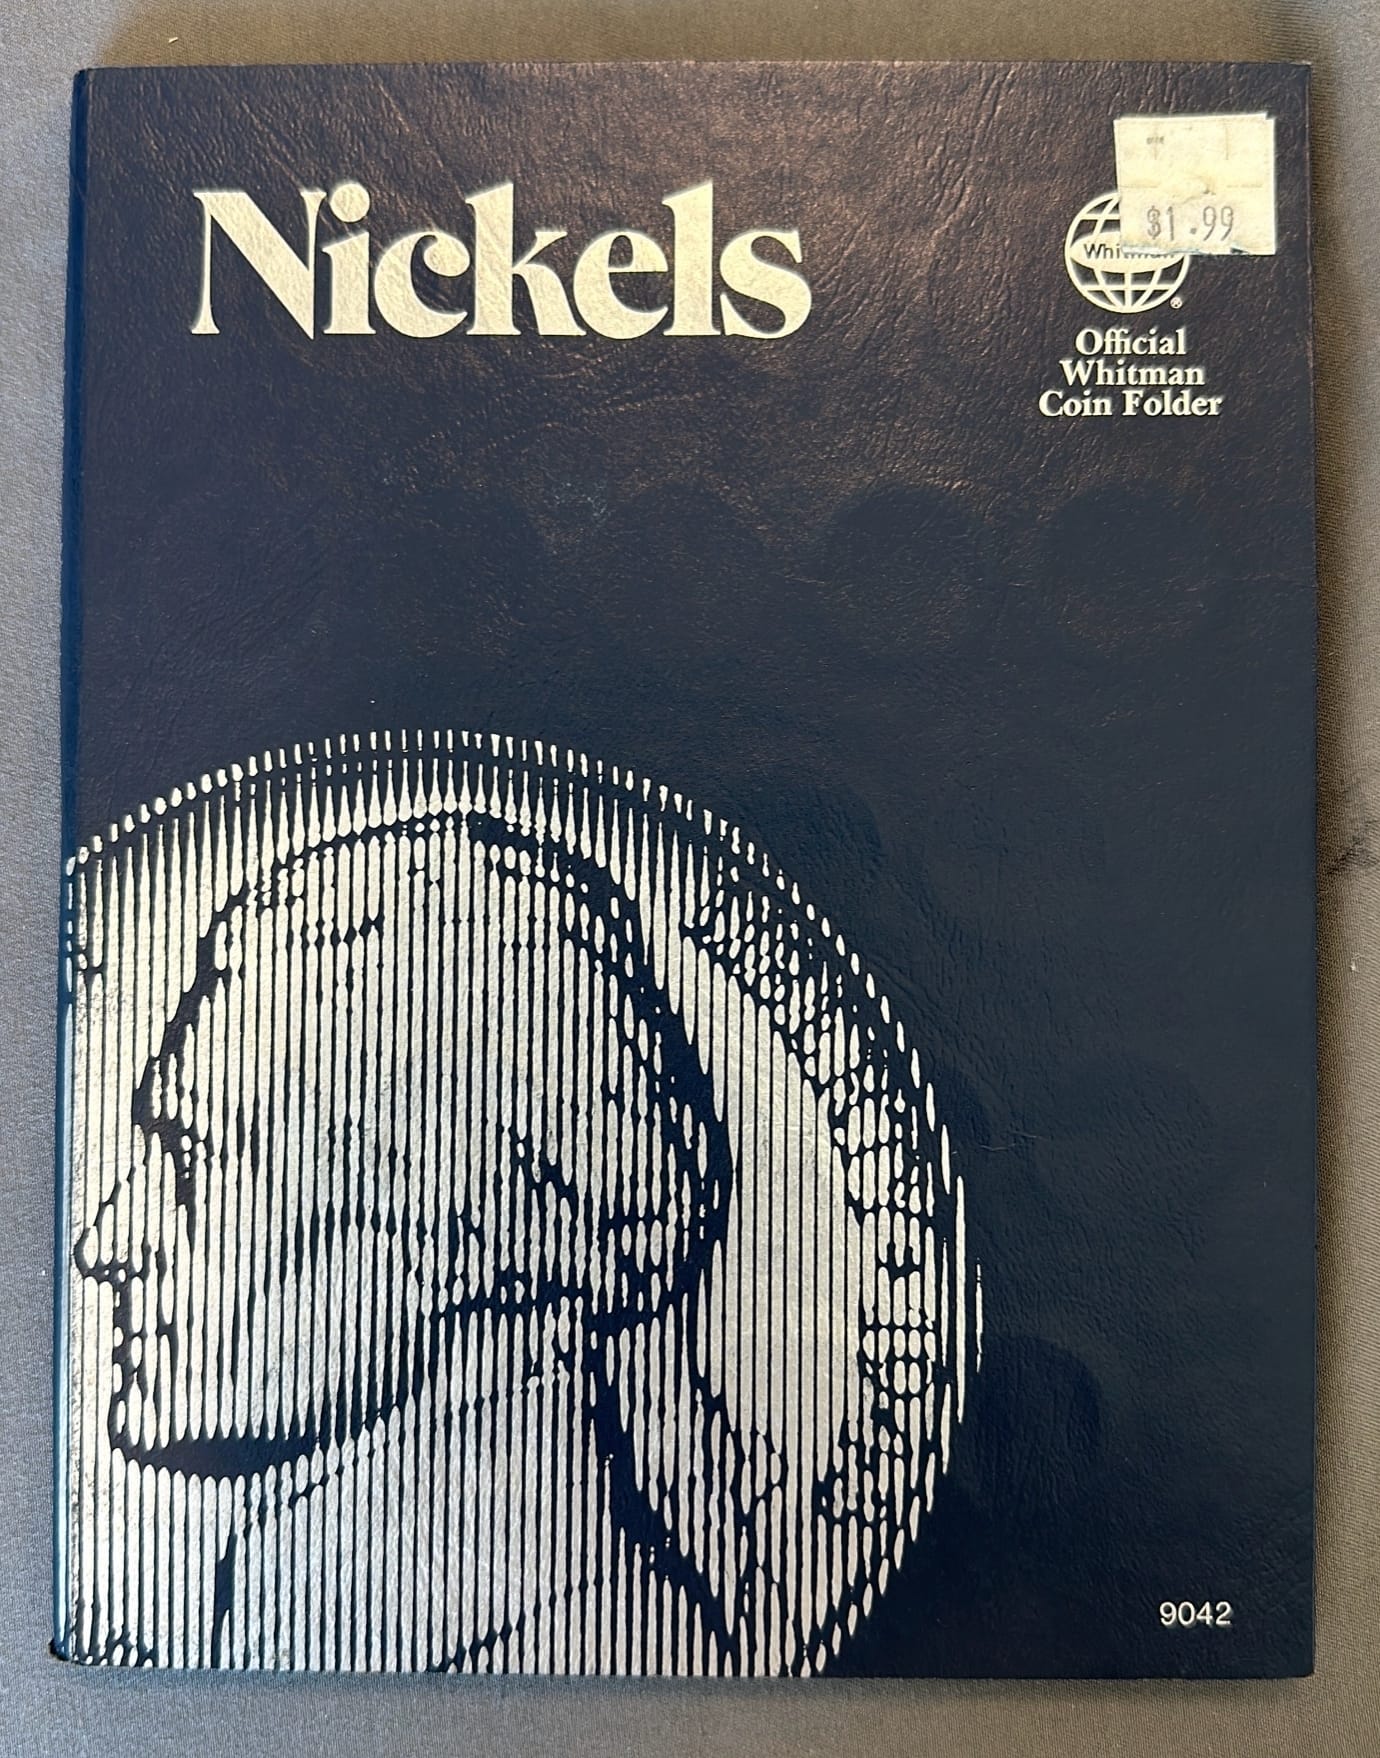 Nickels
$1.99
Whitman
®
Official
Whitman
Coin Folder
9042